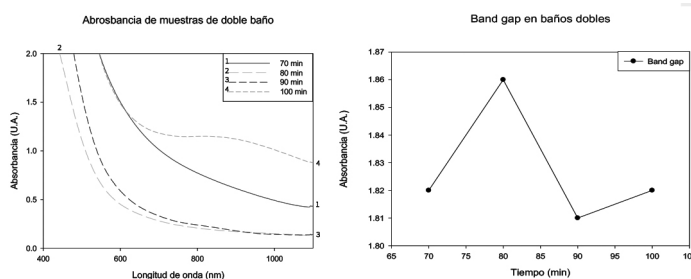 Abrosbancia de muestras de doble baño
2
2.0
1.5
1.0
0.5
0.0
Absorbancia (U.A.)
1 70 min
2 80 min
3 90 min
4 100 min
4
1
3
400 600 800 1000
Longitud de onda (nm)
Band gap en baños dobles
1.87
1.86
1.85
1.84
1.83
1.82
1.81
1.80
Absorbancia (U.A.)
Band gap
65 70 75 80 85 90 95 100 10
Tiempo (min)